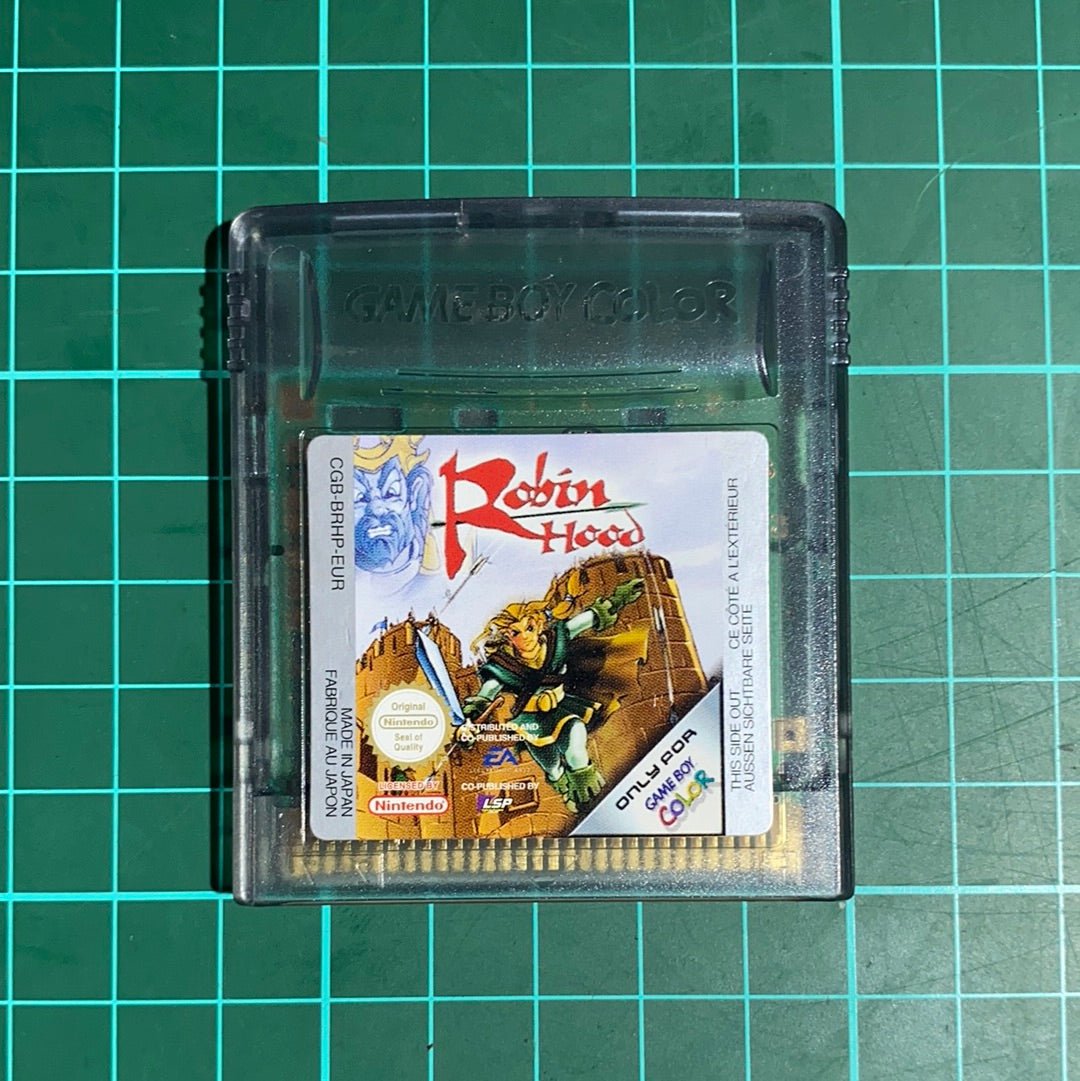 GAME BOY COLOR
CGB-BRHP-EUR
MADE IN JAPAN
FABRIQUE AU JAPON
Robin
Hood
Original
Nintendo
Seal of
Quality
LICENSED BY
Nintendo
DISTRIBUTED AND
CO-PUBLISHED BY
EA
ELECTRONIC ARTS
CO-PUBLISHED BY
LSP
ONLY FOR
GAME BOY
COLOR
THIS SIDE OUT CE CÔTÉ A L'EXTÉRIEUR
AUSSEN SICHTBARE SEITE